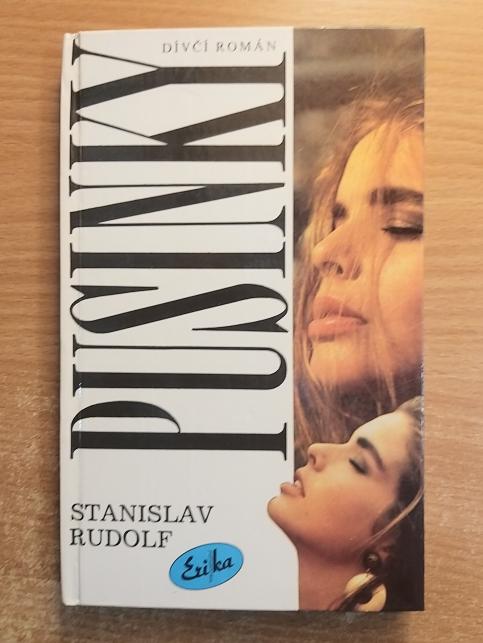 DÍVČÍ ROMÁN
PUSINKY
STANISLAV
RUDOLF
Erika